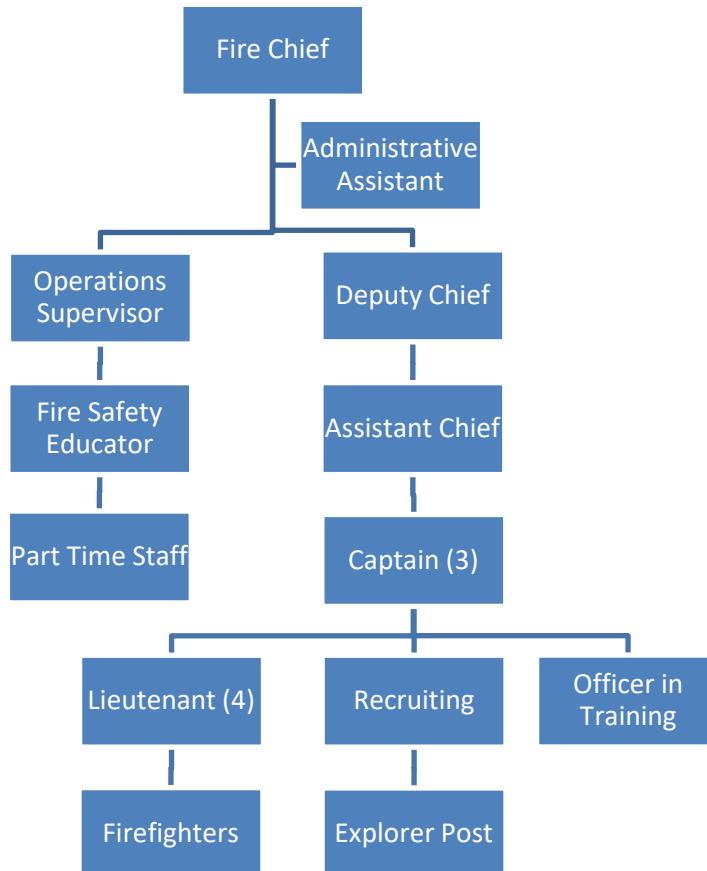 Fire Chief
Administrative
Assistant
Operations
Supervisor
Deputy Chief
Fire Safety
Educator
Assistant Chief
Part Time Staff
Captain (3)
Lieutenant (4)
Recruiting
Officer in
Training
Firefighters
Explorer Post